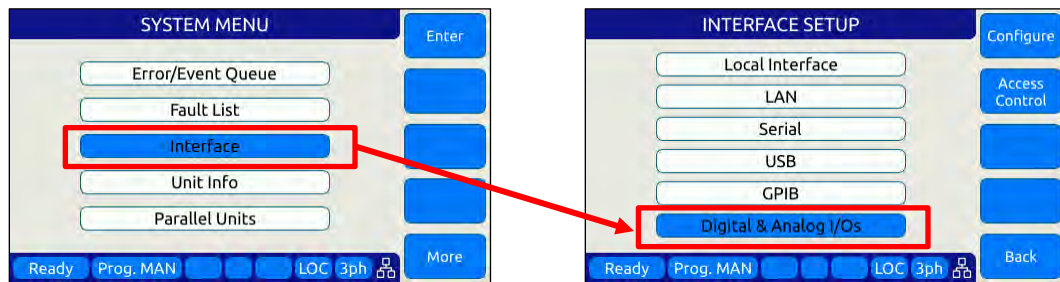 SYSTEM MENU
Enter
Error/Event Queue
Fault List
Interface
Unit Info
Parallel Units
More
Ready Prog. MAN LOC 3ph
INTERFACE SETUP
Configure
Local Interface
Access
Control
LAN
Serial
USB
GPIB
Digital & Analog I/Os
Back
Ready Prog. MAN LOC 3ph